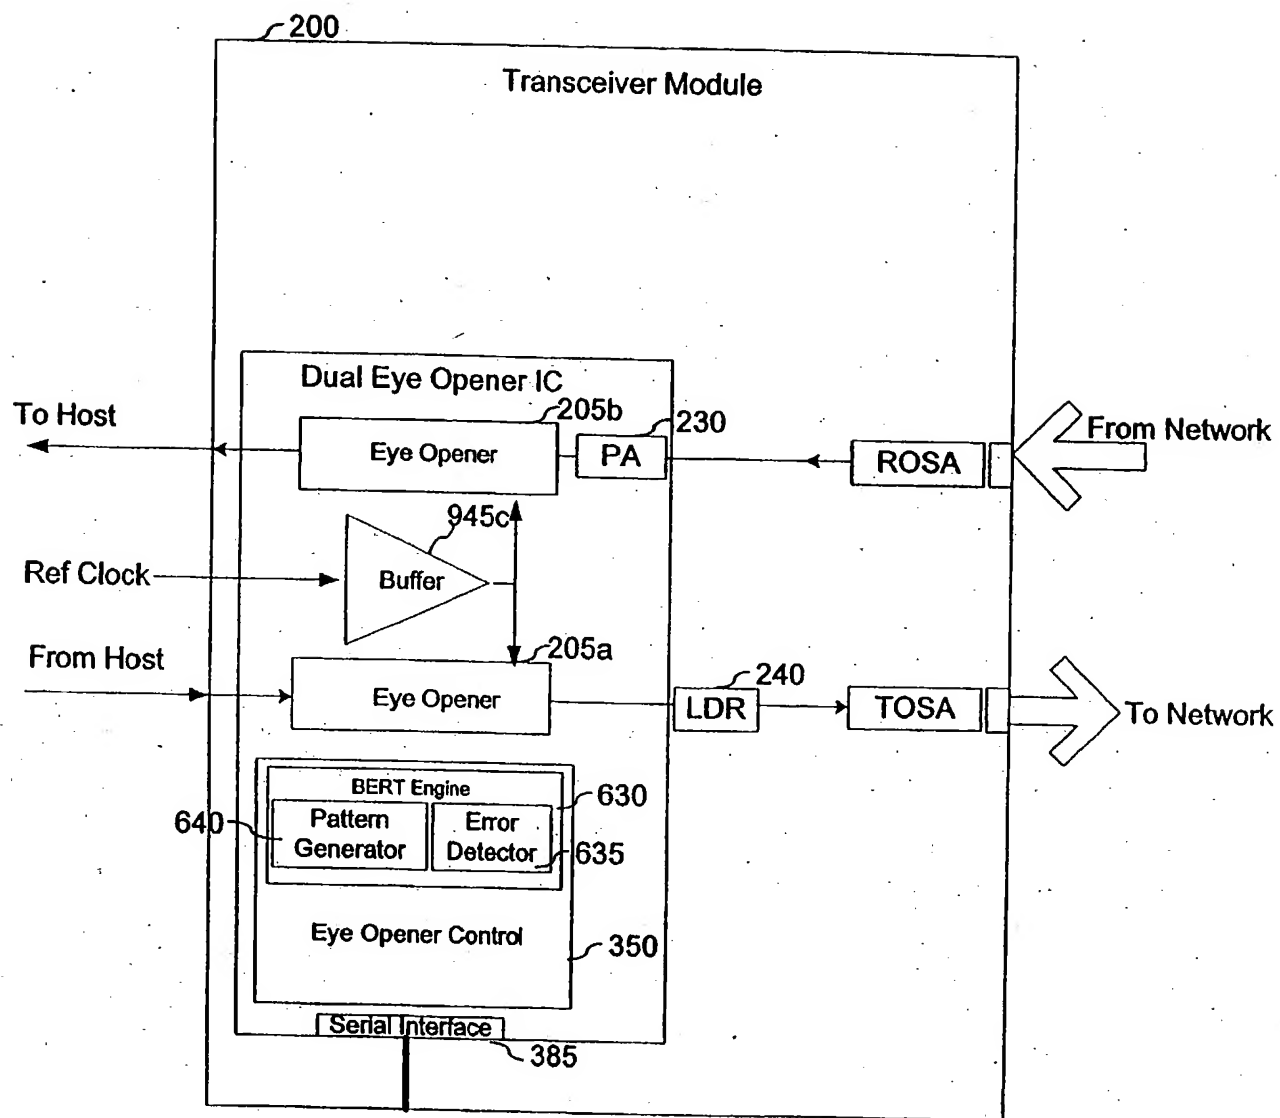 200
Transceiver Module
Dual Eye Opener IC
To Host
205b
230
From Network
Eye Opener
PA
ROSA
945c
Ref Clock
Buffer
From Host
205a
240
Eye Opener
LDR
TOSA
To Network
BERT Engine
630
640
Pattern
Generator
Error
Detector
635
Eye Opener Control
350
Serial Interface
385